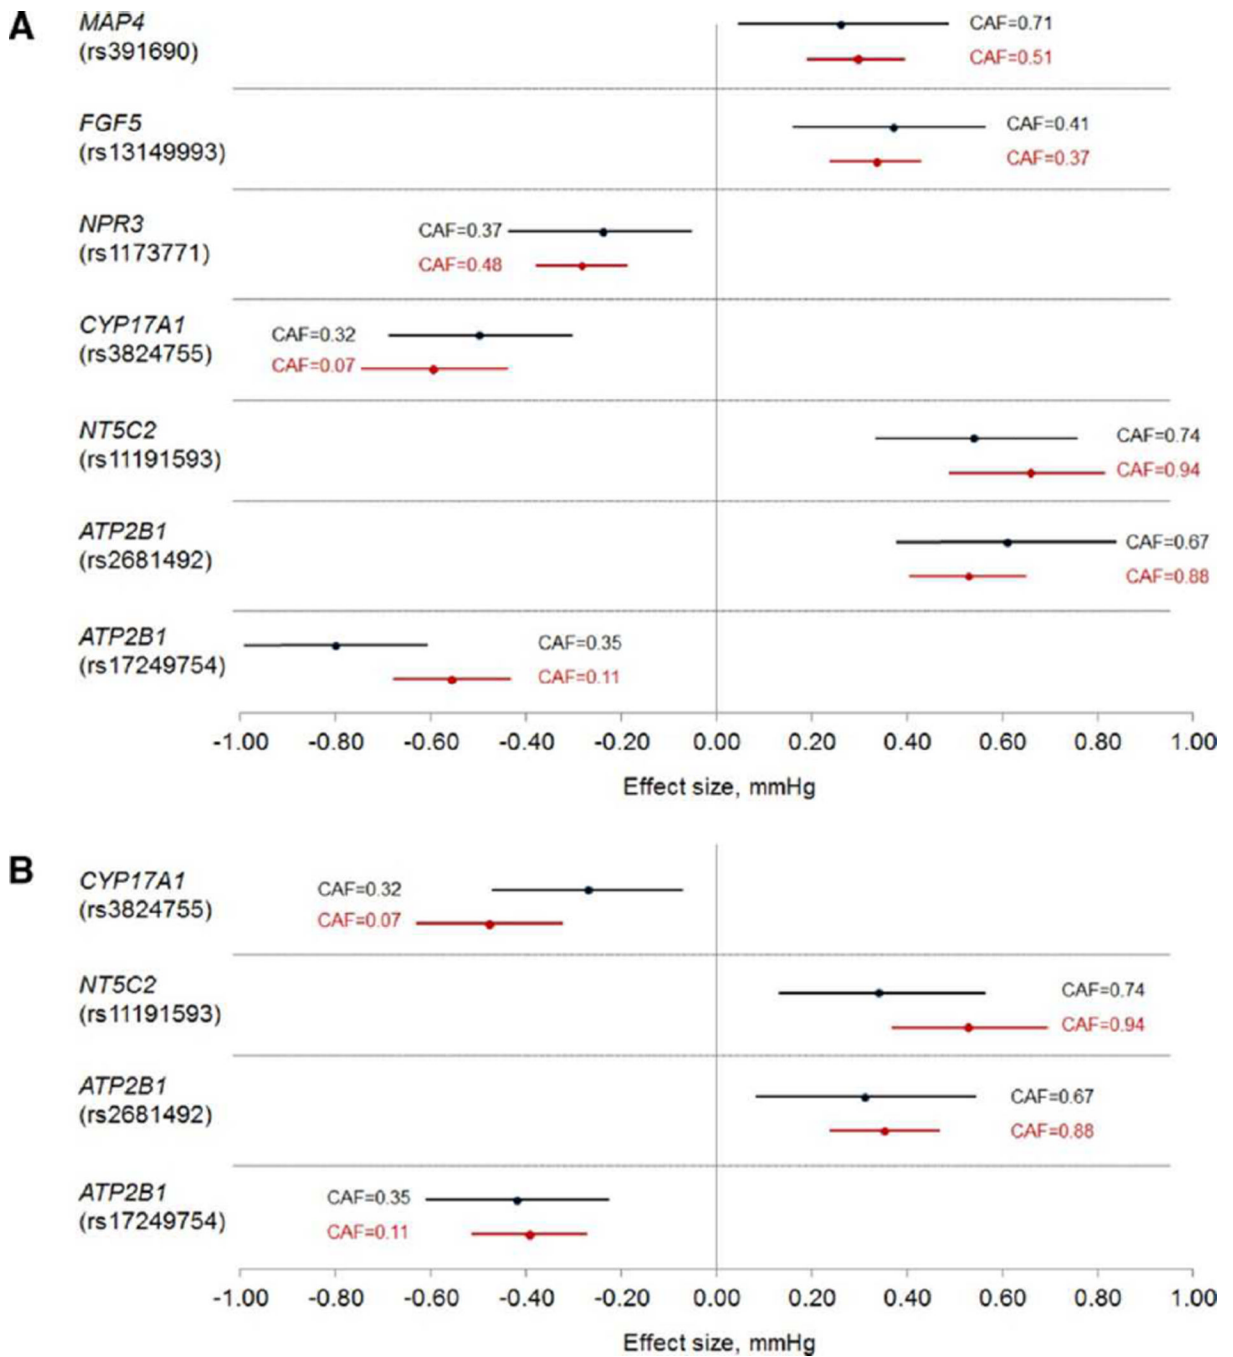 A
MAP4
(rs391690)
CAF=0.71
CAF=0.51
FGF5
(rs13149993)
CAF=0.41
CAF=0.37
NPR3
(rs1173771)
CAF=0.37
CAF=0.48
CYP17A1
(rs3824755)
CAF=0.32
CAF=0.07
NT5C2
(rs11191593)
CAF=0.74
CAF=0.94
ATP2B1
(rs2681492)
CAF=0.67
CAF=0.88
ATP2B1
(rs17249754)
CAF=0.35
CAF=0.11
-1.00 -0.80 -0.60 -0.40 -0.20 0.00 0.20 0.40 0.60 0.80 1.00
Effect size, mmHg
B
CYP17A1
(rs3824755)
CAF=0.32
CAF=0.07
NT5C2
(rs11191593)
CAF=0.74
CAF=0.94
ATP2B1
(rs2681492)
CAF=0.67
CAF=0.88
ATP2B1
(rs17249754)
CAF=0.35
CAF=0.11
-1.00 -0.80 -0.60 -0.40 -0.20 0.00 0.20 0.40 0.60 0.80 1.00
Effect size, mmHg